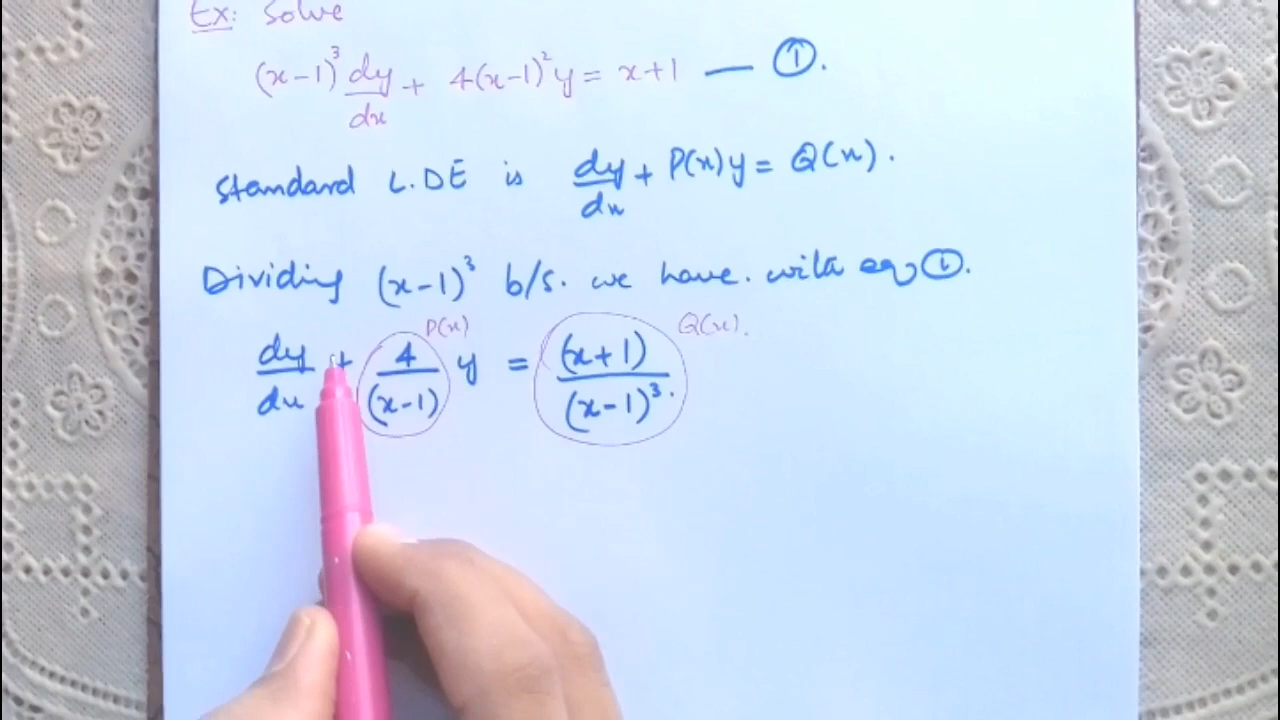 Ex: Solve
(x-1)³ dy/dx + 4(x-1)² y = x+1 — ①.
Standard L.DE is dy/dx + P(x)y = Q(x).
Dividing (x-1)³ b/s. we have. with eq ①.
P(x) Q(x).
dy/dx + 4/(x-1) y = (x+1)/(x-1)³.